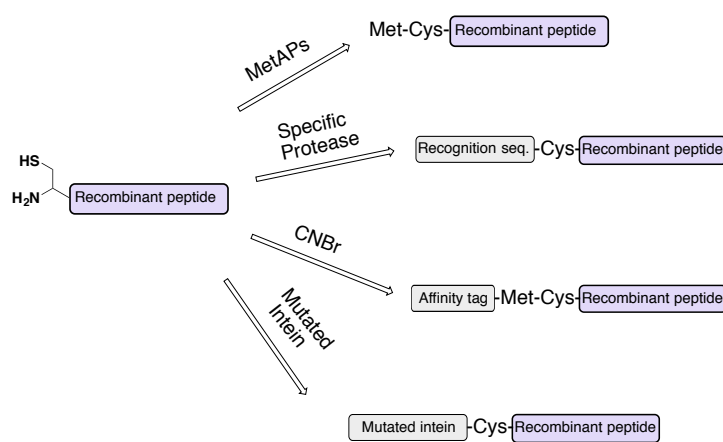 Met-Cys-Recombinant peptide
MetAPs
Specific
Protease
Recognition seq.-Cys-Recombinant peptide
HS
H2N
Recombinant peptide
CNBr
Affinity tag-Met-Cys-Recombinant peptide
Mutated
Intein
Mutated intein-Cys-Recombinant peptide